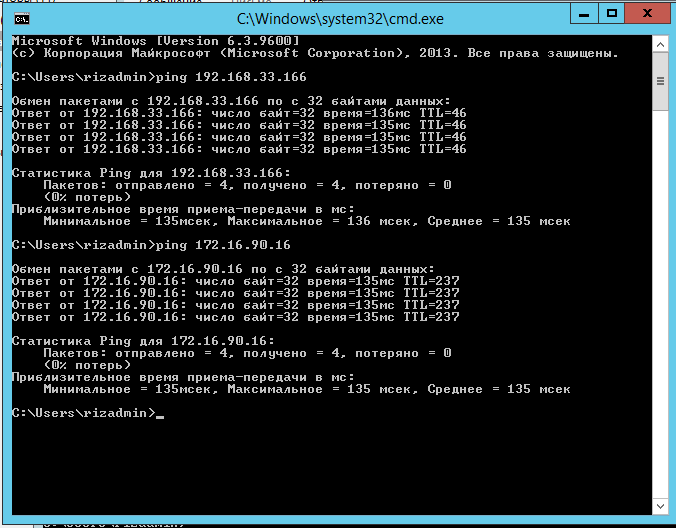 C:\Windows\system32\cmd.exe
Microsoft Windows [Version 6.3.9600]
(c) Корпорация Майкрософт (Microsoft Corporation), 2013. Все права защищены.
C:\Users\rizadmin>ping 192.168.33.166
Обмен пакетами с 192.168.33.166 по с 32 байтами данных:
Ответ от 192.168.33.166: число байт=32 время=136мс TTL=46
Ответ от 192.168.33.166: число байт=32 время=135мс TTL=46
Ответ от 192.168.33.166: число байт=32 время=135мс TTL=46
Ответ от 192.168.33.166: число байт=32 время=135мс TTL=46
Статистика Ping для 192.168.33.166:
Пакетов: отправлено = 4, получено = 4, потеряно = 0
(0% потерь)
Приблизительное время приема-передачи в мс:
Минимальное = 135мсек, Максимальное = 136 мсек, Среднее = 135 мсек
C:\Users\rizadmin>ping 172.16.90.16
Обмен пакетами с 172.16.90.16 по с 32 байтами данных:
Ответ от 172.16.90.16: число байт=32 время=135мс TTL=237
Ответ от 172.16.90.16: число байт=32 время=135мс TTL=237
Ответ от 172.16.90.16: число байт=32 время=135мс TTL=237
Ответ от 172.16.90.16: число байт=32 время=135мс TTL=237
Статистика Ping для 172.16.90.16:
Пакетов: отправлено = 4, получено = 4, потеряно = 0
(0% потерь)
Приблизительное время приема-передачи в мс:
Минимальное = 135мсек, Максимальное = 135 мсек, Среднее = 135 мсек
C:\Users\rizadmin>_